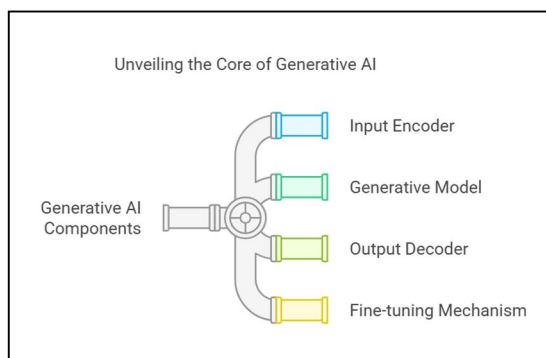 Unveiling the Core of Generative AI
Input Encoder
Generative Model
Generative AI
Components
Output Decoder
Fine-tuning Mechanism